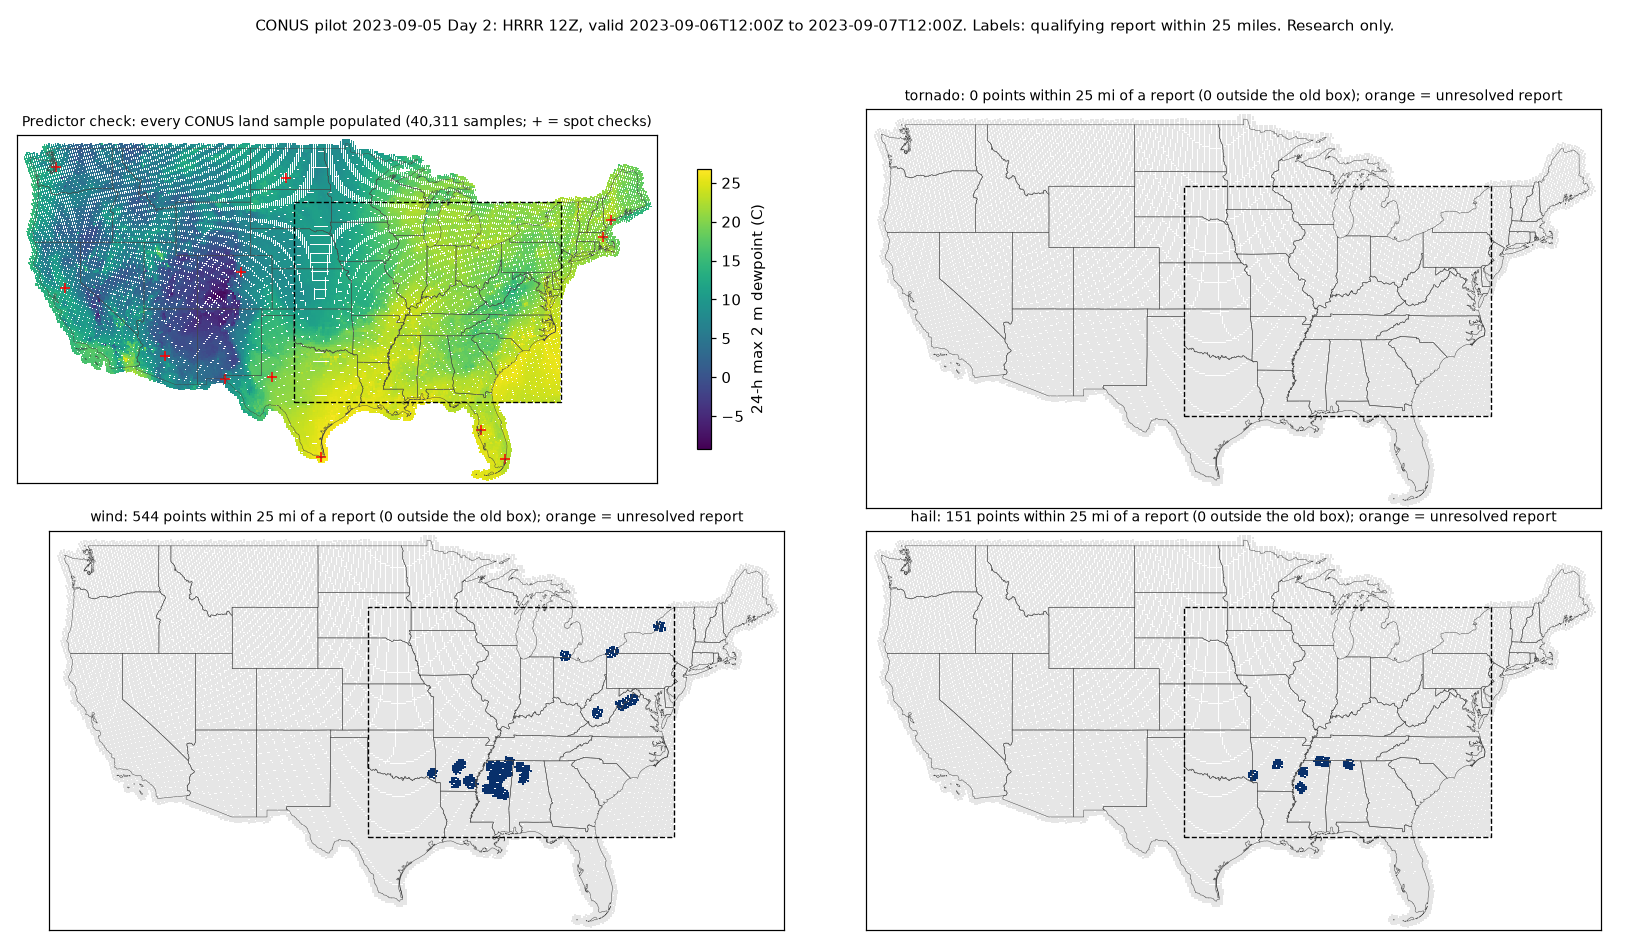 CONUS pilot 2023-09-05 Day 2: HRRR 12Z, valid 2023-09-06T12:00Z to 2023-09-07T12:00Z. Labels: qualifying report within 25 miles. Research only.
Predictor check: every CONUS land sample populated (40,311 samples; + = spot checks)
25
20
15
10
5
0
−5
24-h max 2 m dewpoint (C)
tornado: 0 points within 25 mi of a report (0 outside the old box); orange = unresolved report
wind: 544 points within 25 mi of a report (0 outside the old box); orange = unresolved report
hail: 151 points within 25 mi of a report (0 outside the old box); orange = unresolved report